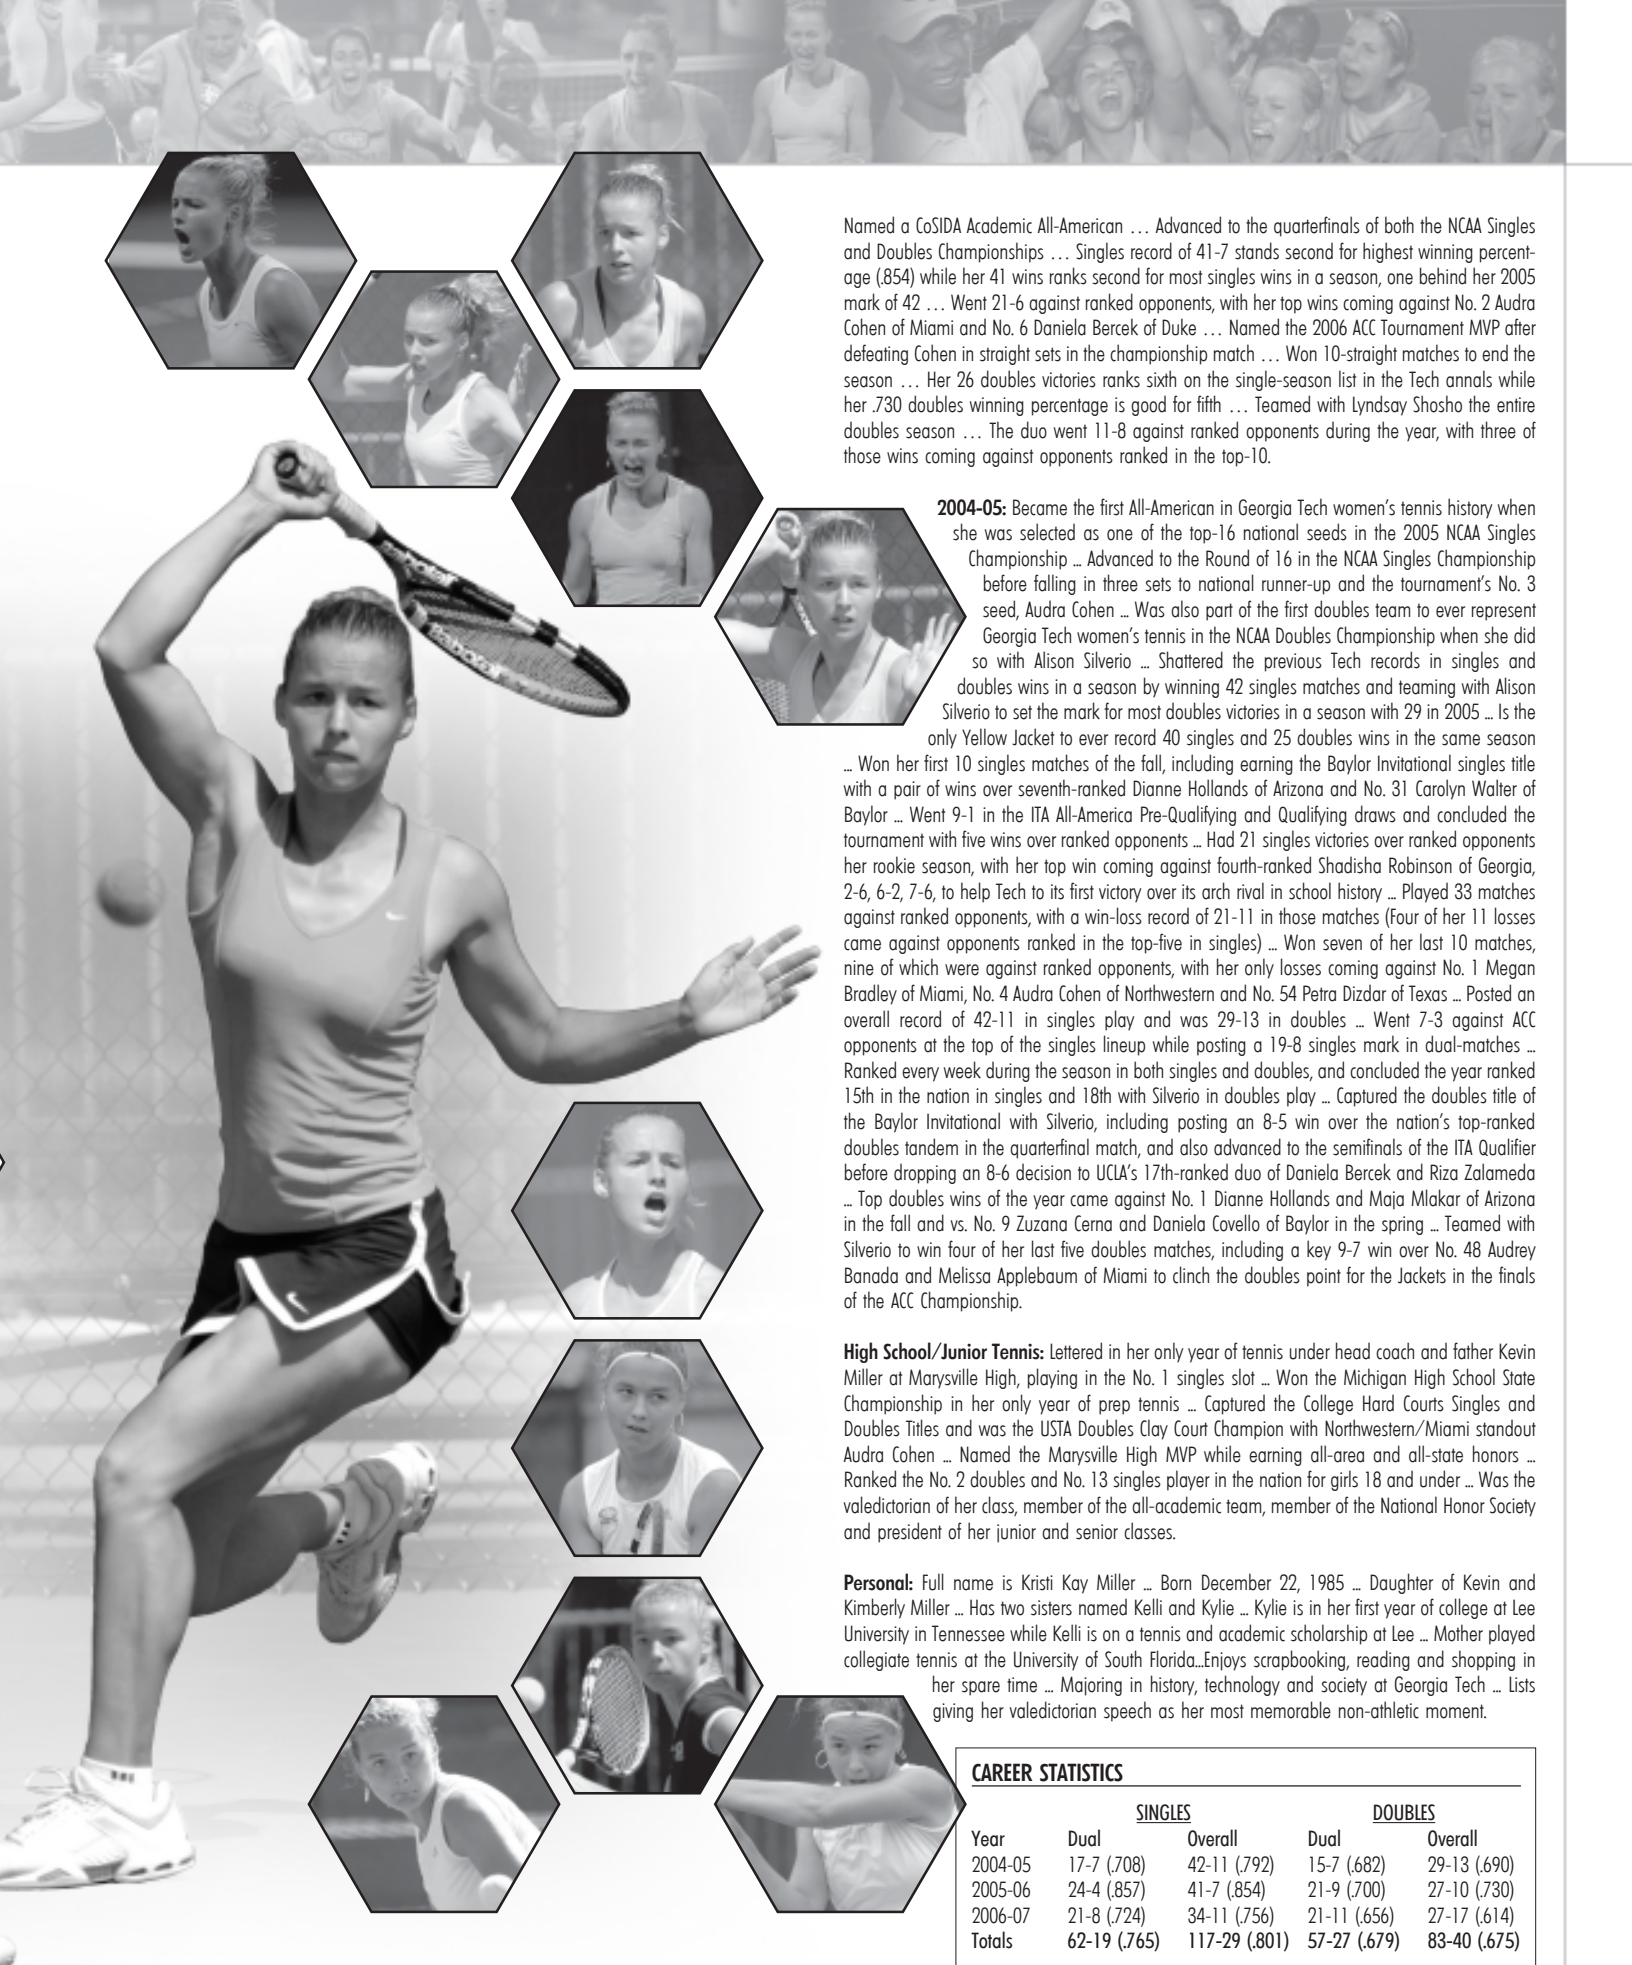 Named a CoSIDA Academic All-American … Advanced to the quarterfinals of both the NCAA Singles
and Doubles Championships … Singles record of 41-7 stands second for highest winning percent-
age (.854) while her 41 wins ranks second for most singles wins in a season, one behind her 2005
mark of 42 … Went 21-6 against ranked opponents, with her top wins coming against No. 2 Audra
Cohen of Miami and No. 6 Daniela Bercek of Duke … Named the 2006 ACC Tournament MVP after
defeating Cohen in straight sets in the championship match … Won 10-straight matches to end the
season … Her 26 doubles victories ranks sixth on the single-season list in the Tech annals while
her .730 doubles winning percentage is good for fifth … Teamed with Lyndsay Shosho the entire
doubles season … The duo went 11-8 against ranked opponents during the year, with three of
those wins coming against opponents ranked in the top-10.
2004-05: Became the first All-American in Georgia Tech women's tennis history when
she was selected as one of the top-16 national seeds in the 2005 NCAA Singles
Championship ... Advanced to the Round of 16 in the NCAA Singles Championship
before falling in three sets to national runner-up and the tournament's No. 3
seed, Audra Cohen ... Was also part of the first doubles team to ever represent
Georgia Tech women's tennis in the NCAA Doubles Championship when she did
so with Alison Silverio ... Shattered the previous Tech records in singles and
doubles wins in a season by winning 42 singles matches and teaming with Alison
Silverio to set the mark for most doubles victories in a season with 29 in 2005 ... Is the
only Yellow Jacket to ever record 40 singles and 25 doubles wins in the same season
... Won her first 10 singles matches of the fall, including earning the Baylor Invitational singles title
with a pair of wins over seventh-ranked Dianne Hollands of Arizona and No. 31 Carolyn Walter of
Baylor ... Went 9-1 in the ITA All-America Pre-Qualifying and Qualifying draws and concluded the
tournament with five wins over ranked opponents ... Had 21 singles victories over ranked opponents
her rookie season, with her top win coming against fourth-ranked Shadisha Robinson of Georgia,
2-6, 6-2, 7-6, to help Tech to its first victory over its arch rival in school history ... Played 33 matches
against ranked opponents, with a win-loss record of 21-11 in those matches (Four of her 11 losses
came against opponents ranked in the top-five in singles) ... Won seven of her last 10 matches,
nine of which were against ranked opponents, with her only losses coming against No. 1 Megan
Bradley of Miami, No. 4 Audra Cohen of Northwestern and No. 54 Petra Dizdar of Texas ... Posted an
overall record of 42-11 in singles play and was 29-13 in doubles ... Went 7-3 against ACC
opponents at the top of the singles lineup while posting a 19-8 singles mark in dual-matches ...
Ranked every week during the season in both singles and doubles, and concluded the year ranked
15th in the nation in singles and 18th with Silverio in doubles play ... Captured the doubles title of
the Baylor Invitational with Silverio, including posting an 8-5 win over the nation's top-ranked
doubles tandem in the quarterfinal match, and also advanced to the semifinals of the ITA Qualifier
before dropping an 8-6 decision to UCLA's 17th-ranked duo of Daniela Bercek and Riza Zalameda
... Top doubles wins of the year came against No. 1 Dianne Hollands and Maja Mlakar of Arizona
in the fall and vs. No. 9 Zuzana Cerna and Daniela Covello of Baylor in the spring ... Teamed with
Silverio to win four of her last five doubles matches, including a key 9-7 win over No. 48 Audrey
Banada and Melissa Applebaum of Miami to clinch the doubles point for the Jackets in the finals
of the ACC Championship.
High School/Junior Tennis: Lettered in her only year of tennis under head coach and father Kevin
Miller at Marysville High, playing in the No. 1 singles slot ... Won the Michigan High School State
Championship in her only year of prep tennis ... Captured the College Hard Courts Singles and
Doubles Titles and was the USTA Doubles Clay Court Champion with Northwestern/Miami standout
Audra Cohen ... Named the Marysville High MVP while earning all-area and all-state honors ...
Ranked the No. 2 doubles and No. 13 singles player in the nation for girls 18 and under ... Was the
valedictorian of her class, member of the all-academic team, member of the National Honor Society
and president of her junior and senior classes.
Personal: Full name is Kristi Kay Miller ... Born December 22, 1985 ... Daughter of Kevin and
Kimberly Miller ... Has two sisters named Kelli and Kylie ... Kylie is in her first year of college at Lee
University in Tennessee while Kelli is on a tennis and academic scholarship at Lee ... Mother played
collegiate tennis at the University of South Florida...Enjoys scrapbooking, reading and shopping in
her spare time ... Majoring in history, technology and society at Georgia Tech ... Lists
giving her valedictorian speech as her most memorable non-athletic moment.
CAREER STATISTICS
SINGLES DOUBLES
Year Dual Overall Dual Overall
2004-05 17-7 (.708) 42-11 (.792) 15-7 (.682) 29-13 (.690)
2005-06 24-4 (.857) 41-7 (.854) 21-9 (.700) 27-10 (.730)
2006-07 21-8 (.724) 34-11 (.756) 21-11 (.656) 27-17 (.614)
Totals 62-19 (.765) 117-29 (.801) 57-27 (.679) 83-40 (.675)
Babolat
Babolat